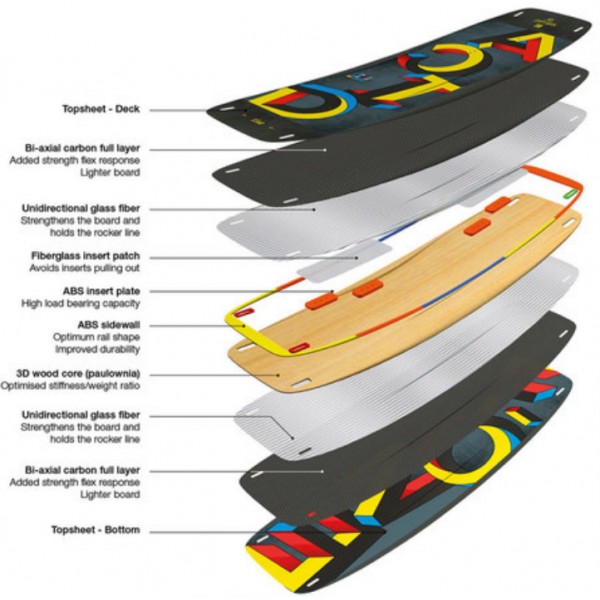 Topsheet - Deck
Bi-axial carbon full layer
Added strength flex response
Lighter board
Unidirectional glass fiber
Strengthens the board and
holds the rocker line
Fiberglass insert patch
Avoids inserts pulling out
ABS insert plate
High load bearing capacity
ABS sidewall
Optimum rail shape
Improved durability
3D wood core (paulownia)
Optimised stiffness/weight ratio
Unidirectional glass fiber
Strengthens the board and
holds the rocker line
Bi-axial carbon full layer
Added strength flex response
Lighter board
Topsheet - Bottom